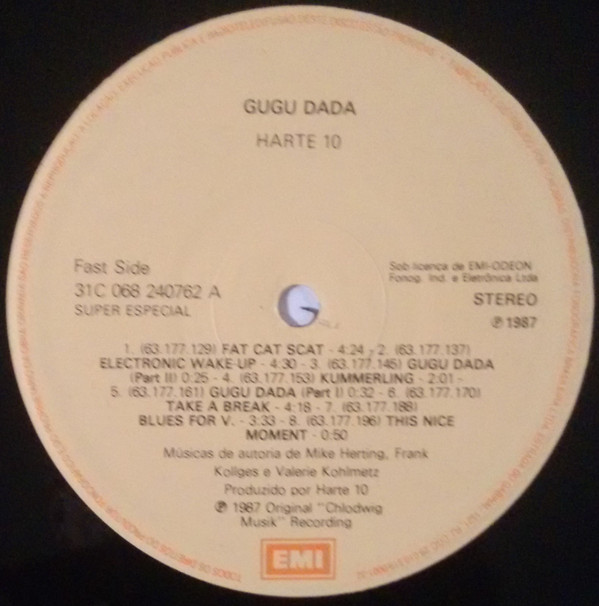 GUGU DADA
HARTE 10
Fast Side
31C 068 240762 A
SUPER ESPECIAL
Sob licenca de EMI-ODEON
Fonog. Ind. e Eletrônica Ltda
STEREO
℗ 1987
1. (63.177.129) FAT CAT SCAT - 4:24 - 2. (63.177.137)
ELECTRONIC WAKE-UP - 4:30 - 3. (63.177.145) GUGU DADA
(Part II) 0:25 - 4. (63.177.153) KUMMERLING - 2:01 -
5. (63.177.161) GUGU DADA (Part I) 0:32 - 6. (63.177.170)
TAKE A BREAK - 4:18 - 7. (63.177.188)
BLUES FOR V. - 3:33 - 8. (63.177.196) THIS NICE
MOMENT - 0:50
Músicas de autoria de Mike Herting, Frank
Kollges e Valerie Kohlmetz
Produzido por Harte 10
℗ 1987 Original "Chlodwig
Musik" Recording
EMI